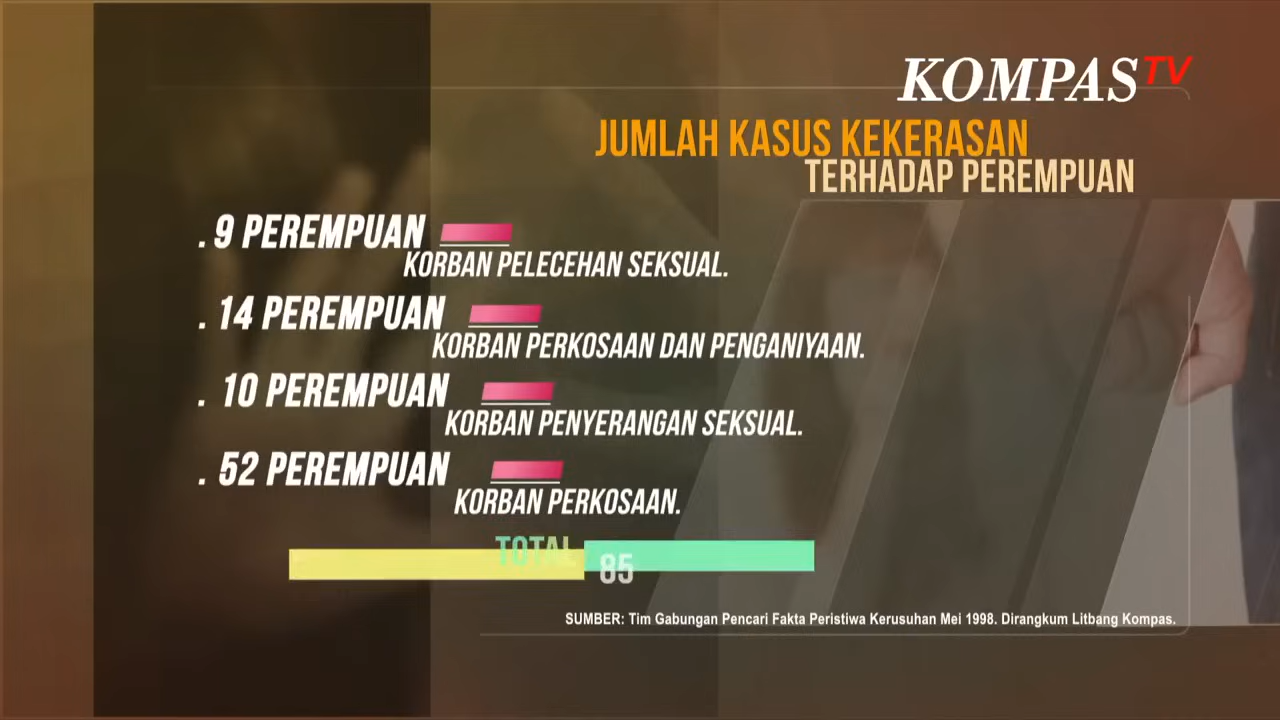 KOMPASTV
JUMLAH KASUS KEKERASAN
TERHADAP PEREMPUAN
. 9 PEREMPUAN
KORBAN PELECEHAN SEKSUAL.
. 14 PEREMPUAN
KORBAN PERKOSAAN DAN PENGANIYAAN.
. 10 PEREMPUAN
KORBAN PENYERANGAN SEKSUAL.
. 52 PEREMPUAN
KORBAN PERKOSAAN.
TOTAL
85
SUMBER: Tim Gabungan Pencari Fakta Peristiwa Kerusuhan Mei 1998. Dirangkum Litbang Kompas.